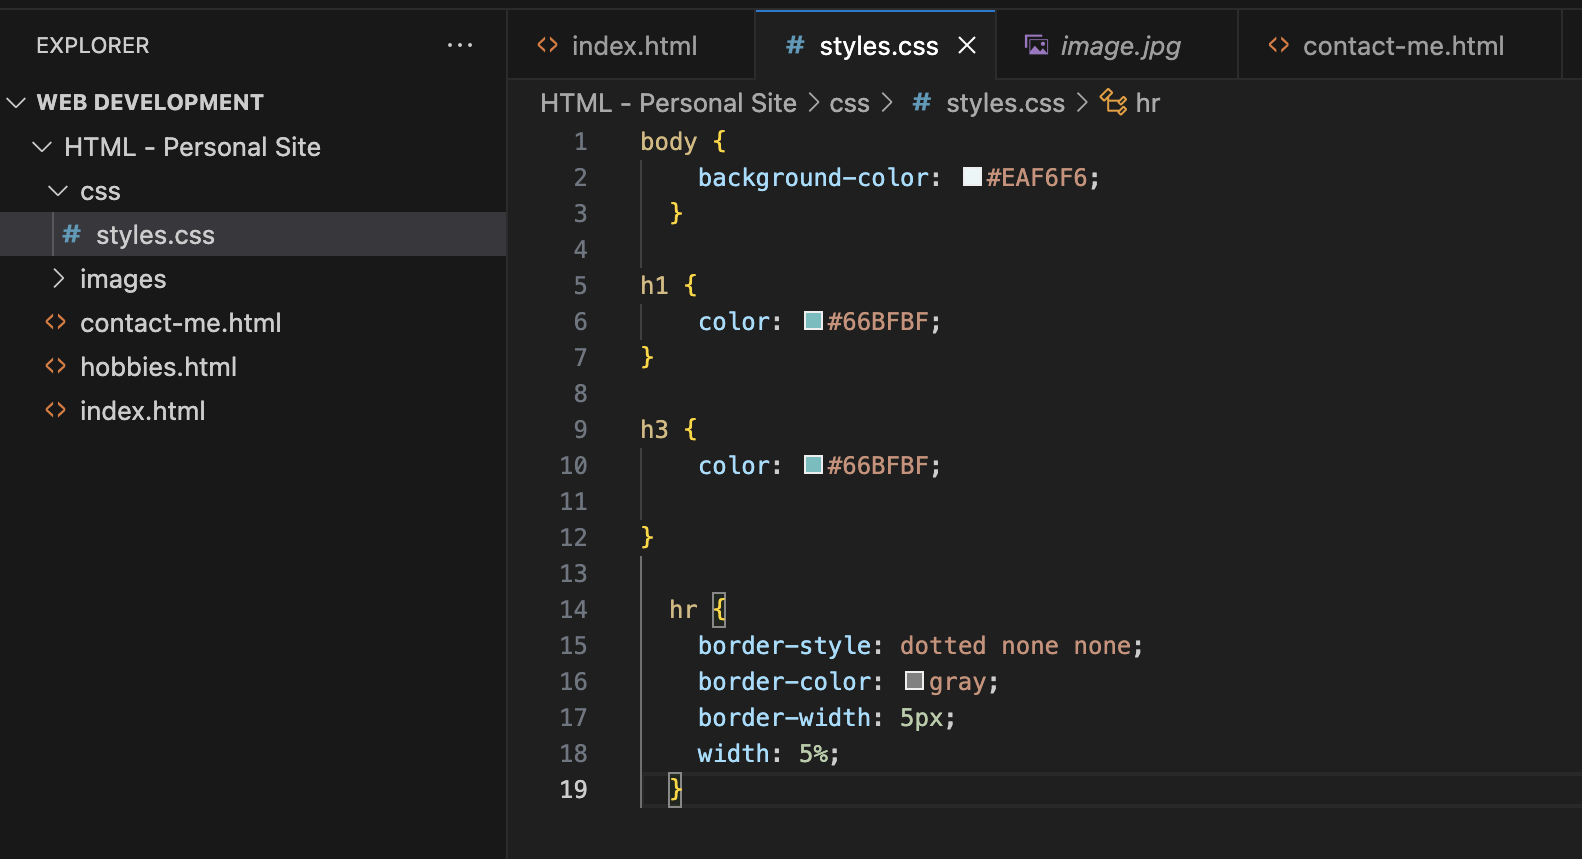 EXPLORER ···
WEB DEVELOPMENT
HTML - Personal Site
css
# styles.css
images
<> contact-me.html
<> hobbies.html
<> index.html
<> index.html # styles.css × image.jpg <> contact-me.html
HTML - Personal Site > css > # styles.css > hr
1 body {
2     background-color: #EAF6F6;
3   }
4
5 h1 {
6     color: #66BFBF;
7 }
8
9 h3 {
10     color: #66BFBF;
11
12 }
13
14   hr {
15     border-style: dotted none none;
16     border-color: gray;
17     border-width: 5px;
18     width: 5%;
19   }